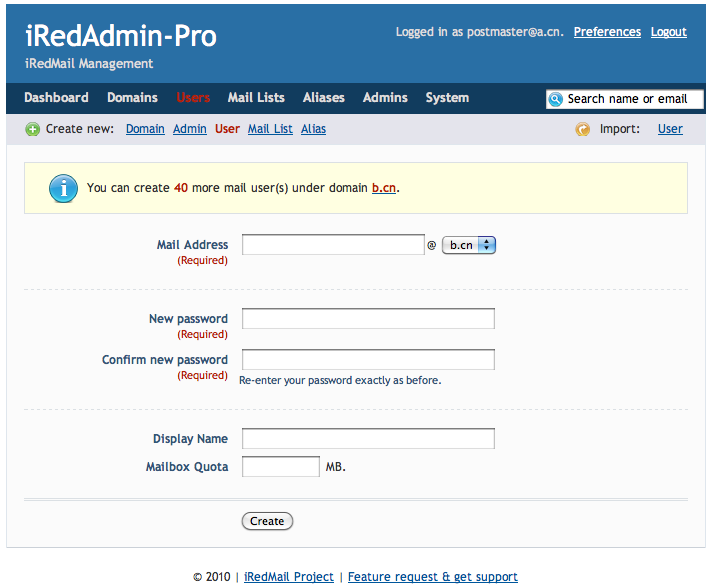 iRedAdmin-Pro
Logged in as postmaster@a.cn. Preferences Logout
iRedMail Management
Dashboard Domains Users Mail Lists Aliases Admins System Search name or email
Create new: Domain Admin User Mail List Alias Import: User
You can create 40 more mail user(s) under domain b.cn.
Mail Address @ b.cn
(Required)
New password
(Required)
Confirm new password
(Required) Re-enter your password exactly as before.
Display Name
Mailbox Quota MB.
Create
© 2010 | iRedMail Project | Feature request & get support